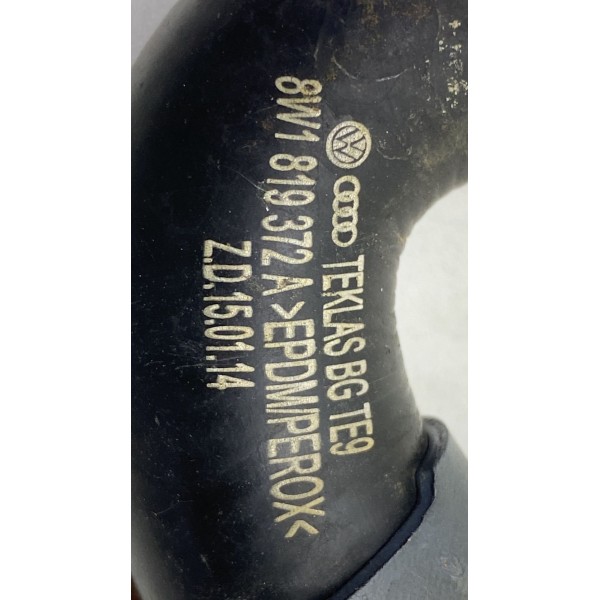 TEKLAS BG TE9
8W1 819 372 A >EPDM/PEROX<
Z.D. 15.01.14